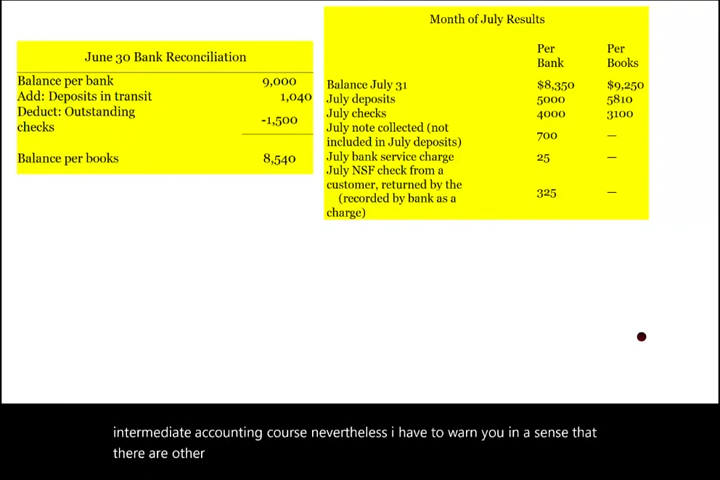 June 30 Bank Reconciliation
Balance per bank 9,000
Add: Deposits in transit 1,040
Deduct: Outstanding
checks -1,500
Balance per books 8,540
Month of July Results
Per Per
Bank Books
Balance July 31 $8,350 $9,250
July deposits 5000 5810
July checks 4000 3100
July note collected (not
included in July deposits) 700 —
July bank service charge 25 —
July NSF check from a
customer, returned by the
(recorded by bank as a 325 —
charge)
intermediate accounting course nevertheless i have to warn you in a sense that
there are other